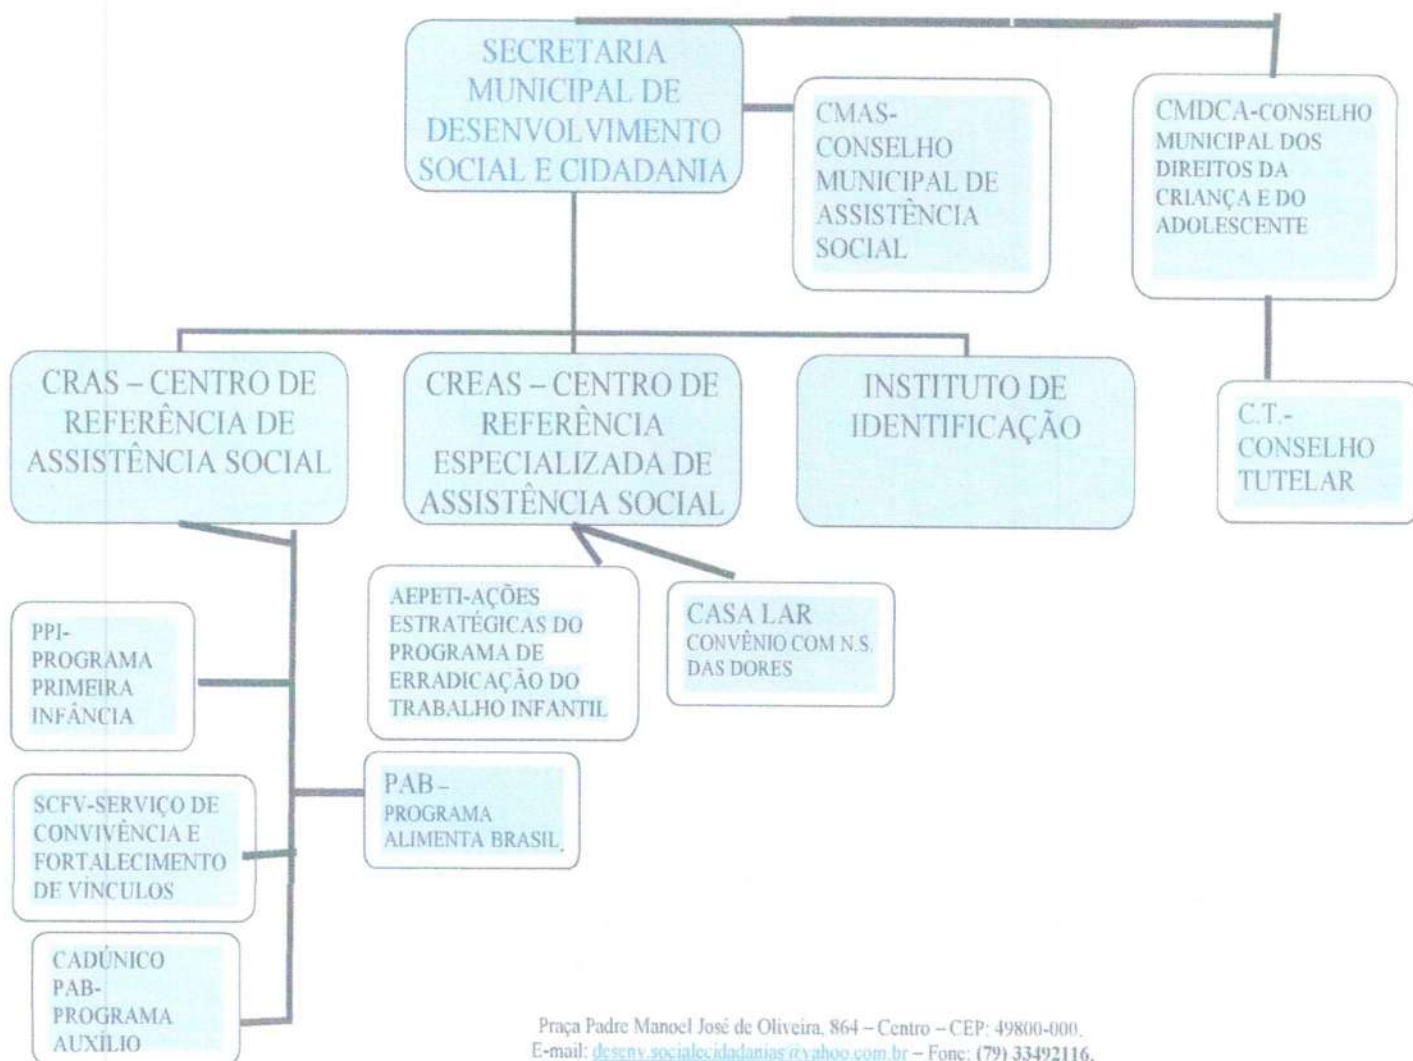 SECRETARIA
MUNICIPAL DE
DESENVOLVIMENTO
SOCIAL E CIDADANIA
CMAS-
CONSELHO
MUNICIPAL DE
ASSISTÊNCIA
SOCIAL
CMDCA-CONSELHO
MUNICIPAL DOS
DIREITOS DA
CRIANÇA E DO
ADOLESCENTE
CRAS – CENTRO DE
REFERÊNCIA DE
ASSISTÊNCIA SOCIAL
CREAS – CENTRO DE
REFERÊNCIA
ESPECIALIZADA DE
ASSISTÊNCIA SOCIAL
INSTITUTO DE
IDENTIFICAÇÃO
C.T.-
CONSELHO
TUTELAR
PPI-
PROGRAMA
PRIMEIRA
INFÂNCIA
AEPETI-AÇÕES
ESTRATÉGICAS DO
PROGRAMA DE
ERRADICAÇÃO DO
TRABALHO INFANTIL
CASA LAR
CONVÊNIO COM N.S.
DAS DORES
SCFV-SERVIÇO DE
CONVIVÊNCIA E
FORTALECIMENTO
DE VÍNCULOS
PAB –
PROGRAMA
ALIMENTA BRASIL.
CADÚNICO
PAB-
PROGRAMA
AUXÍLIO
Praça Padre Manoel José de Oliveira, 864 – Centro – CEP: 49800-000.
E-mail: desenv.socialecidadanias@yahoo.com.br – Fone: (79) 33492116.